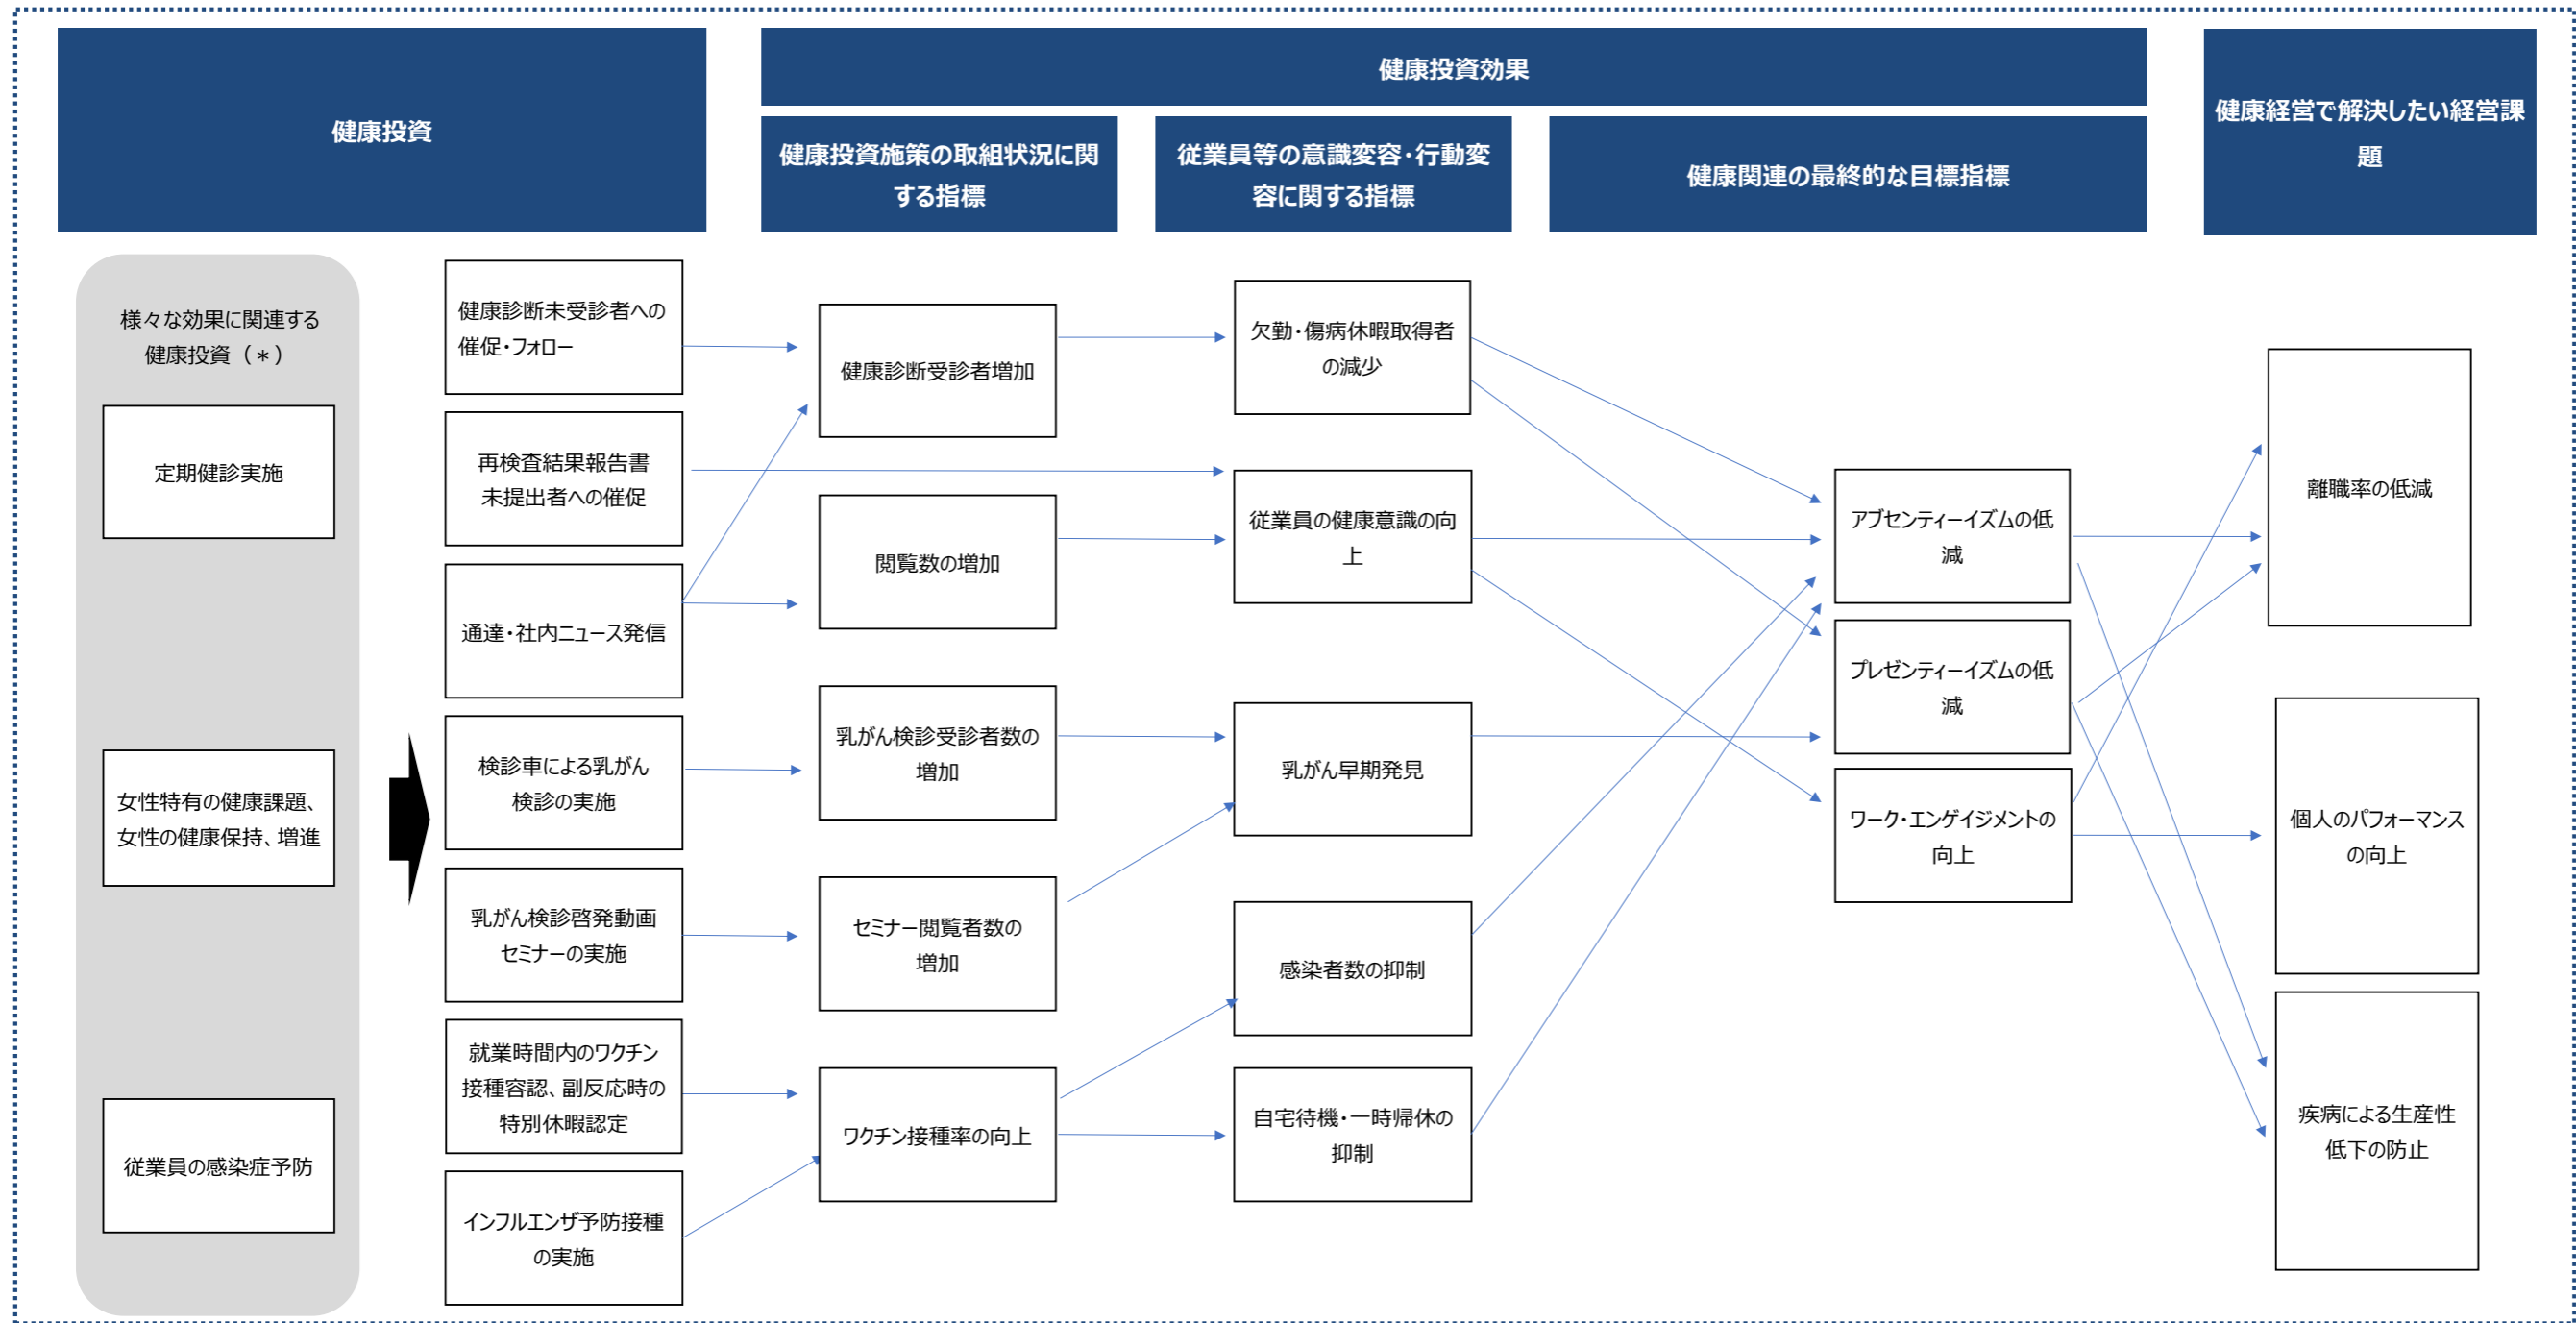 健康投資
健康投資効果
健康投資施策の取組状況に関
する指標
従業員等の意識変容・行動変
容に関する指標
健康関連の最終的な目標指標
健康経営で解決したい経営課
題
様々な効果に関連する
健康投資（＊）
定期健診実施
女性特有の健康課題、
女性の健康保持、増進
従業員の感染症予防
健康診断未受診者への
催促・フォロー
再検査結果報告書
未提出者への催促
通達・社内ニュース発信
検診車による乳がん
検診の実施
乳がん検診啓発動画
セミナーの実施
就業時間内のワクチン
接種容認、副反応時の
特別休暇認定
インフルエンザ予防接種
の実施
健康診断受診者増加
閲覧数の増加
乳がん検診受診者数の
増加
セミナー閲覧者数の
増加
ワクチン接種率の向上
欠勤・傷病休暇取得者
の減少
従業員の健康意識の向
上
乳がん早期発見
感染者数の抑制
自宅待機・一時帰休の
抑制
アブセンティーイズムの低
減
プレゼンティーイズムの低
減
ワーク・エンゲイジメントの
向上
離職率の低減
個人のパフォーマンス
の向上
疾病による生産性
低下の防止